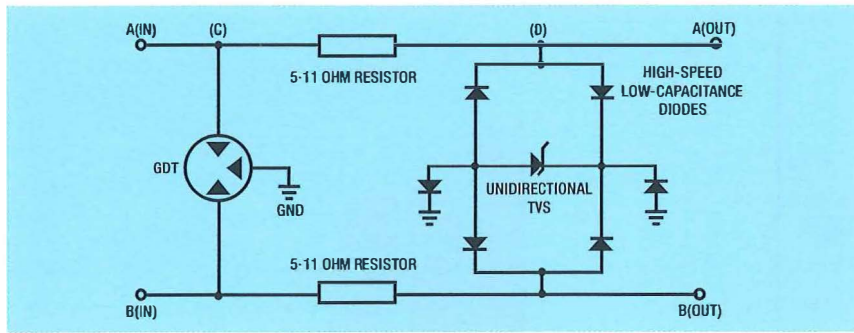 A(IN)
(C)
(D)
A(OUT)
5-11 OHM RESISTOR
HIGH-SPEED
LOW-CAPACITANCE
DIODES
GDT
GND
UNIDIRECTIONAL
TVS
5-11 OHM RESISTOR
B(IN)
B(OUT)